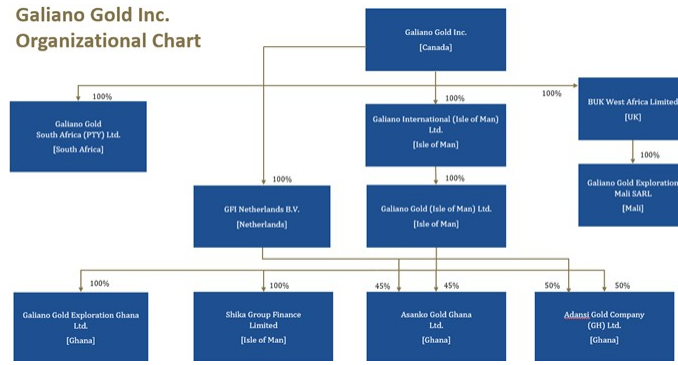 Galiano Gold Inc.
Organizational Chart
Galiano Gold Inc.
[Canada]
100%
100%
100%
Galiano Gold
South Africa (PTY) Ltd.
[South Africa]
Galiano International (Isle of Man)
Ltd.
[Isle of Man]
BUK West Africa Limited
[UK]
100%
100%
100%
GFI Netherlands B.V.
[Netherlands]
Galiano Gold (Isle of Man) Ltd.
[Isle of Man]
Galiano Gold Exploration
Mali SARL
[Mali]
100%
100%
45%
45%
50%
50%
Galiano Gold Exploration Ghana
Ltd.
[Ghana]
Shika Group Finance
Limited
[Isle of Man]
Asanko Gold Ghana
Ltd.
[Ghana]
Adansi Gold Company
(GH) Ltd.
[Ghana]